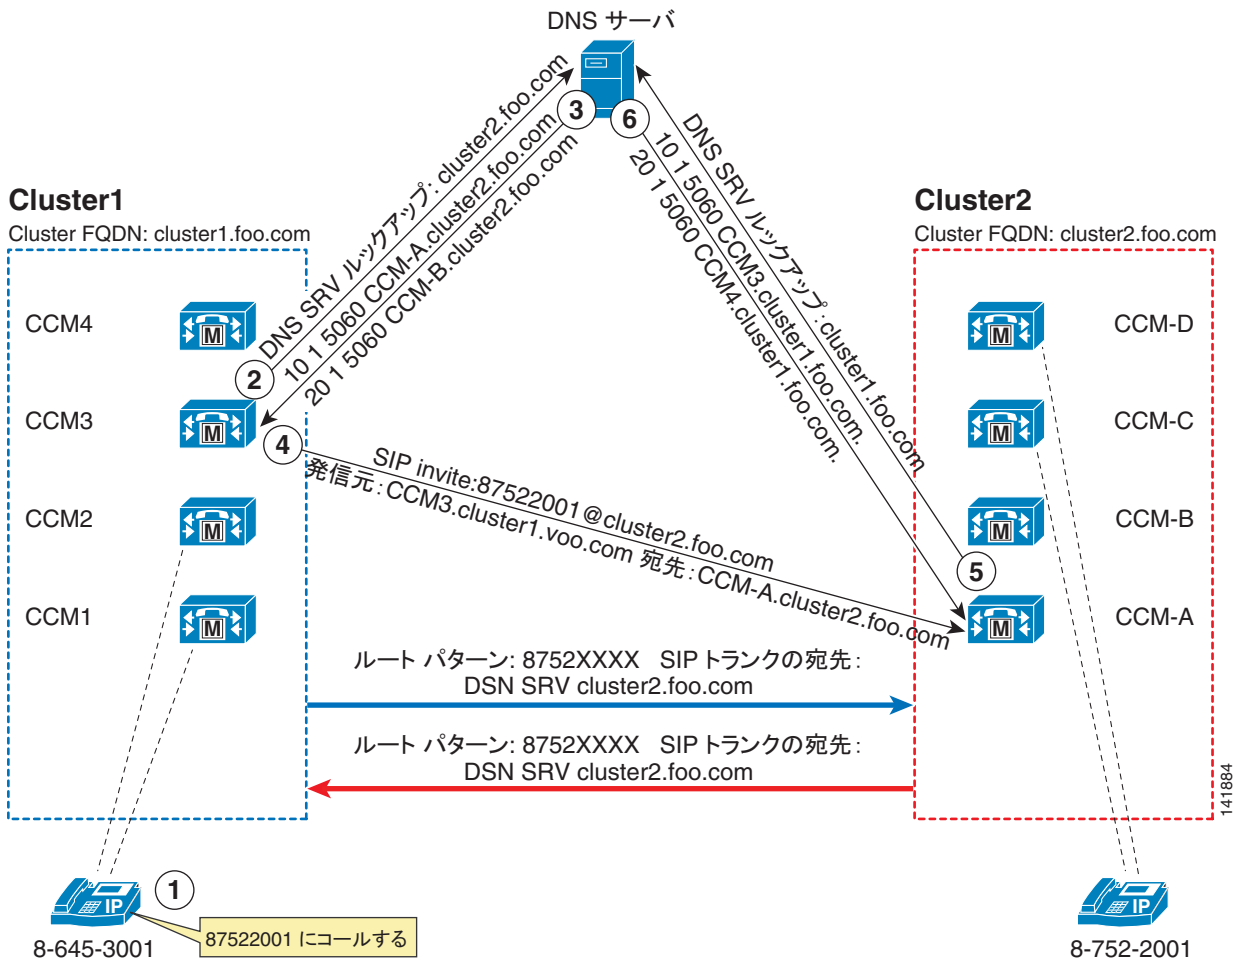 DNS サーバ
DNS SRV ルックアップ: cluster2.foo.com
3
10 1 5060 CCM-A.cluster2.foo.com
20 1 5060 CCM-B.cluster2.foo.com
6
DNS SRV ルックアップ:cluster1.foo.com
10 1 5060 CCM3.cluster1.foo.com.
20 1 5060 CCM4.cluster1.foo.com.
Cluster1
Cluster FQDN: cluster1.foo.com
Cluster2
Cluster FQDN: cluster2.foo.com
CCM4
M
M
CCM-D
2
CCM3
M
M
CCM-C
4
SIP invite:87522001@cluster2.foo.com
発信元:CCM3.cluster1.voo.com 宛先:CCM-A.cluster2.foo.com
CCM2
M
M
CCM-B
5
CCM1
M
M
CCM-A
ルート パターン: 8752XXXX SIP トランクの宛先:
DSN SRV cluster2.foo.com
ルート パターン: 8752XXXX SIP トランクの宛先:
DSN SRV cluster2.foo.com
141884
1
IP
IP
87522001 にコールする
8-645-3001
8-752-2001